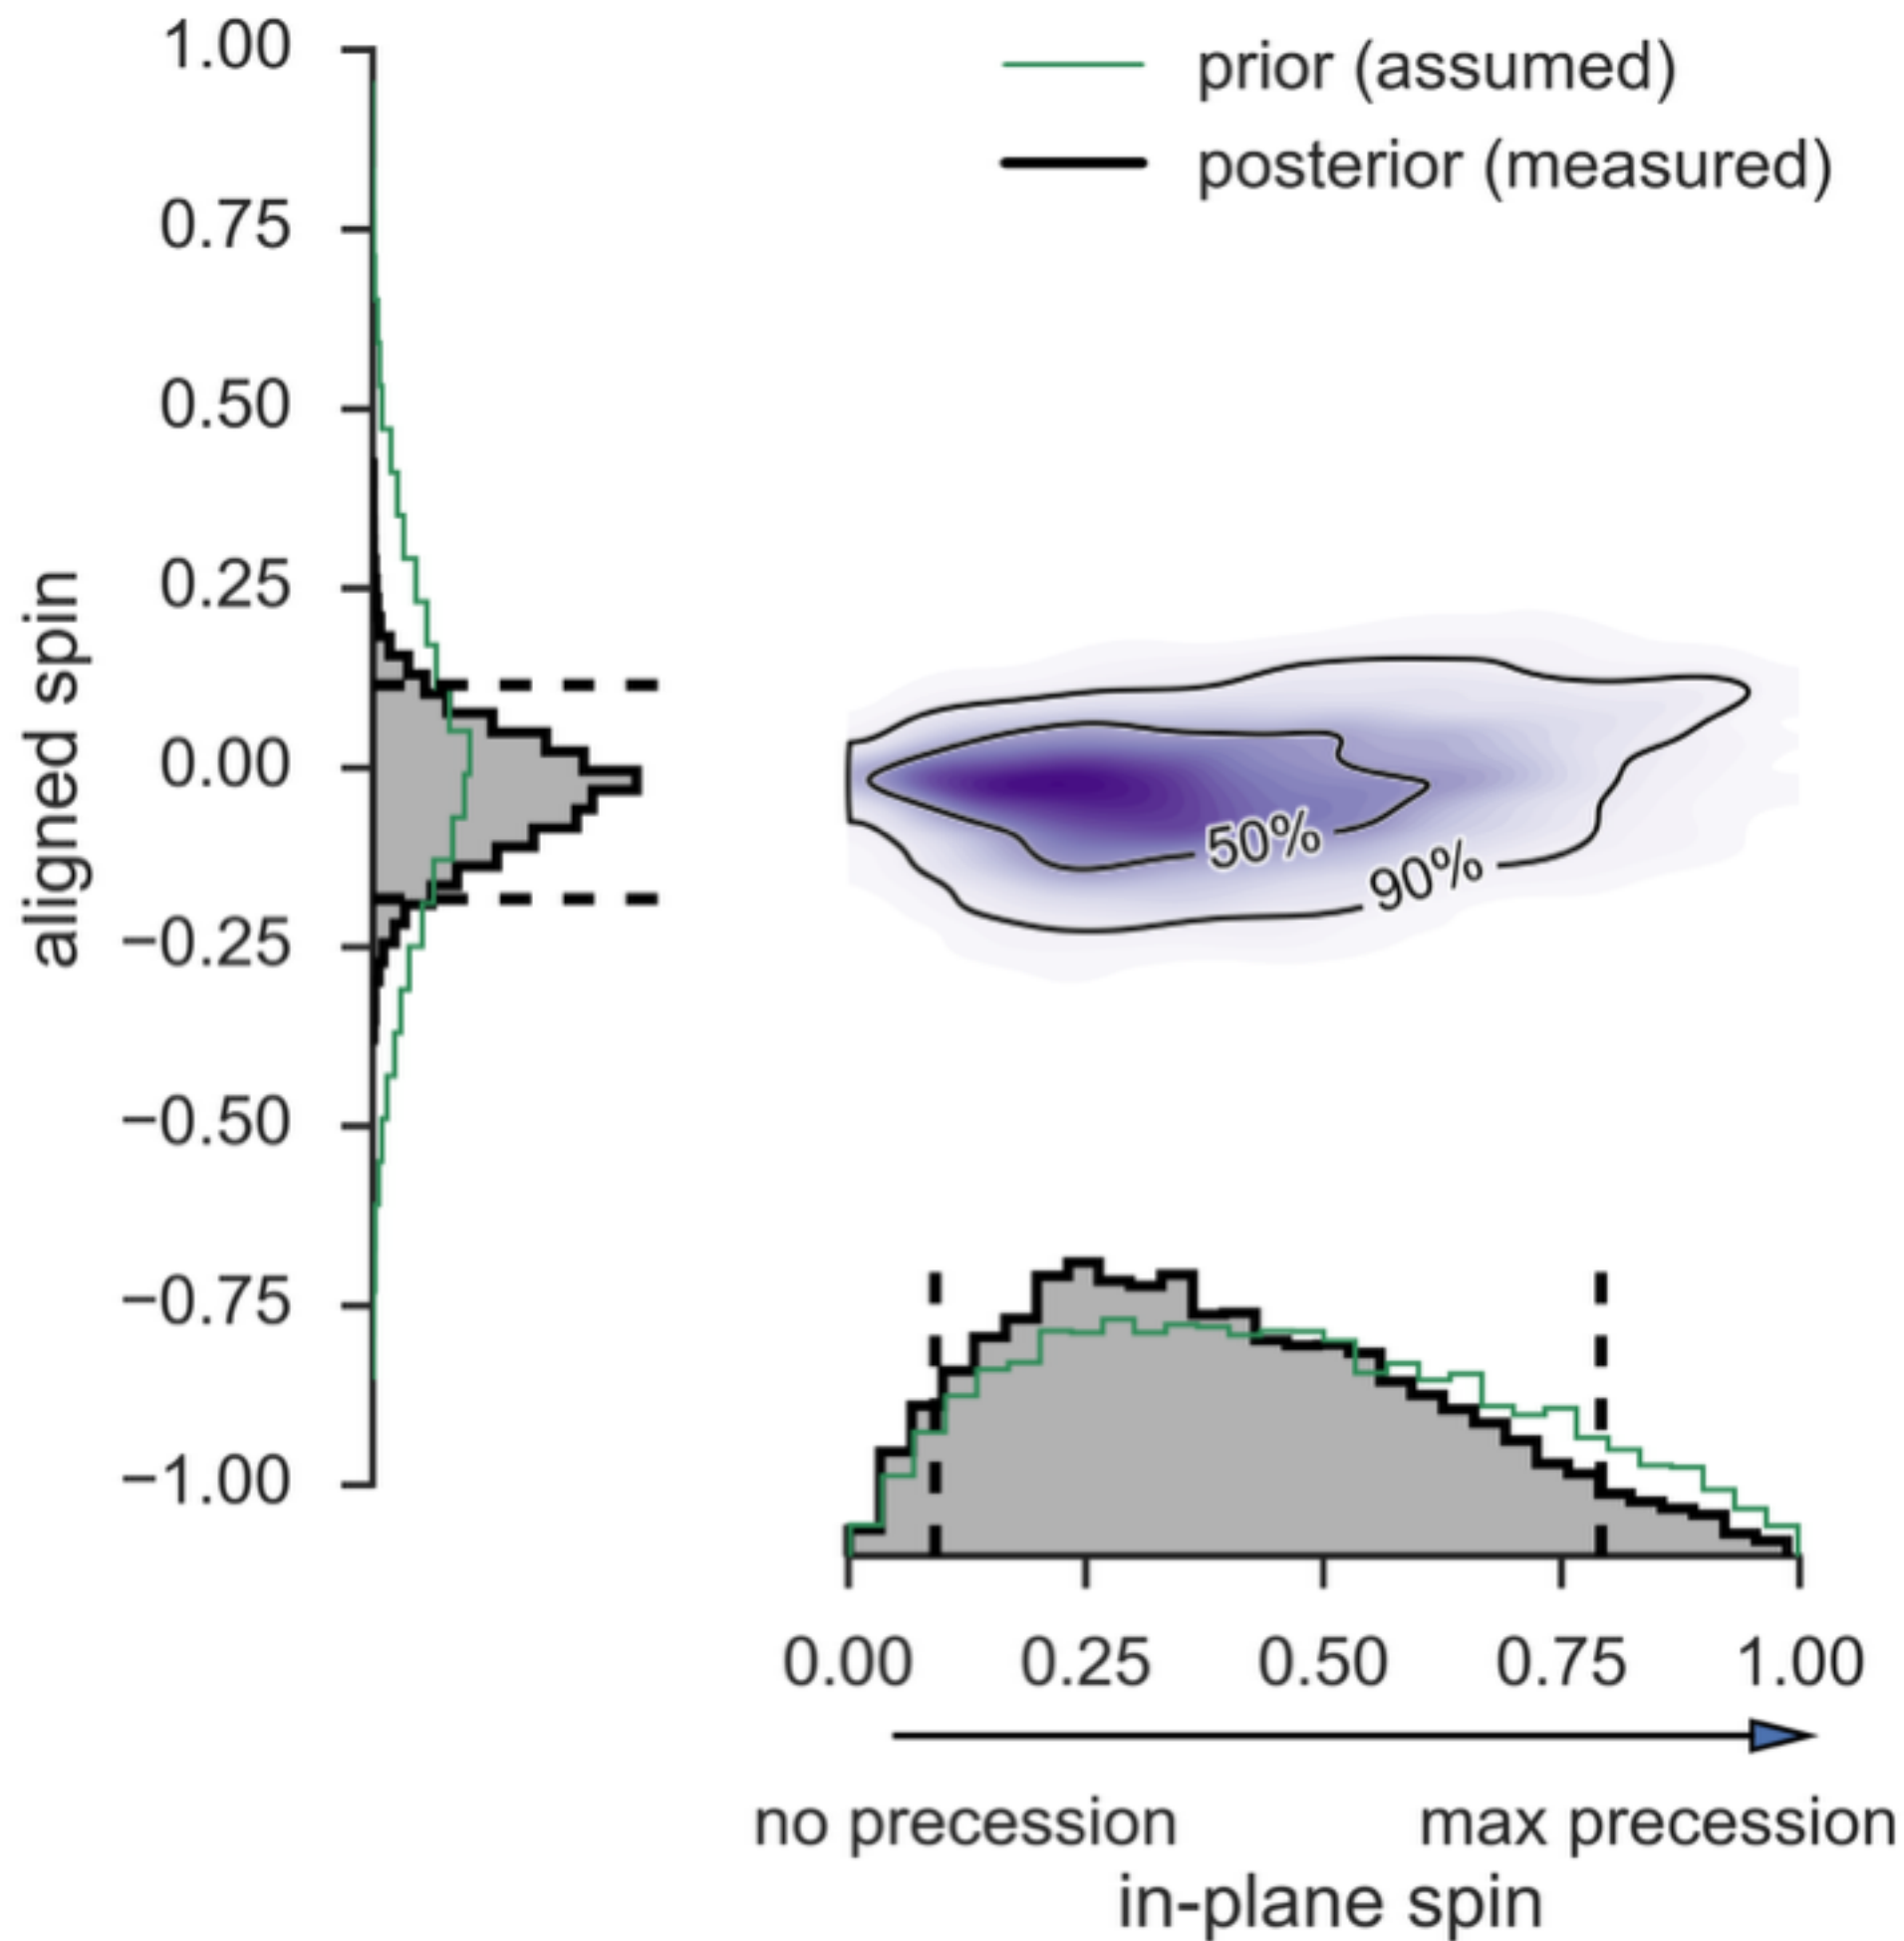 prior (assumed)
posterior (measured)
aligned spin
1.00
0.75
0.50
0.25
0.00
−0.25
−0.50
−0.75
−1.00
50%
90%
0.00 0.25 0.50 0.75 1.00
no precession max precession
in-plane spin